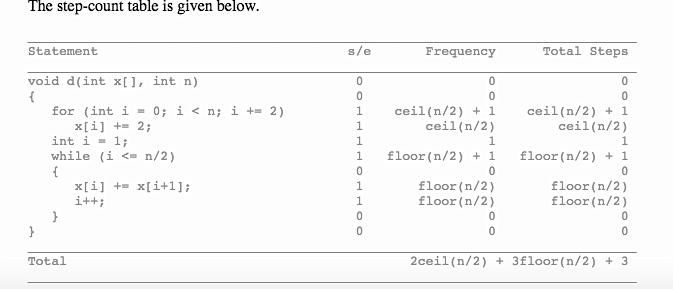 The step-count table is given below.
Statement s/e Frequency Total Steps
void d(int x[], int n) 0 0 0
{ 0 0 0
for (int i = 0; i < n; i += 2) 1 ceil(n/2) + 1 ceil(n/2) + 1
x[i] += 2; 1 ceil(n/2) ceil(n/2)
int i = 1; 1 1 1
while (i <= n/2) 1 floor(n/2) + 1 floor(n/2) + 1
{ 0 0 0
x[i] += x[i+1]; 1 floor(n/2) floor(n/2)
i++; 1 floor(n/2) floor(n/2)
} 0 0 0
} 0 0 0
Total 2ceil(n/2) + 3floor(n/2) + 3